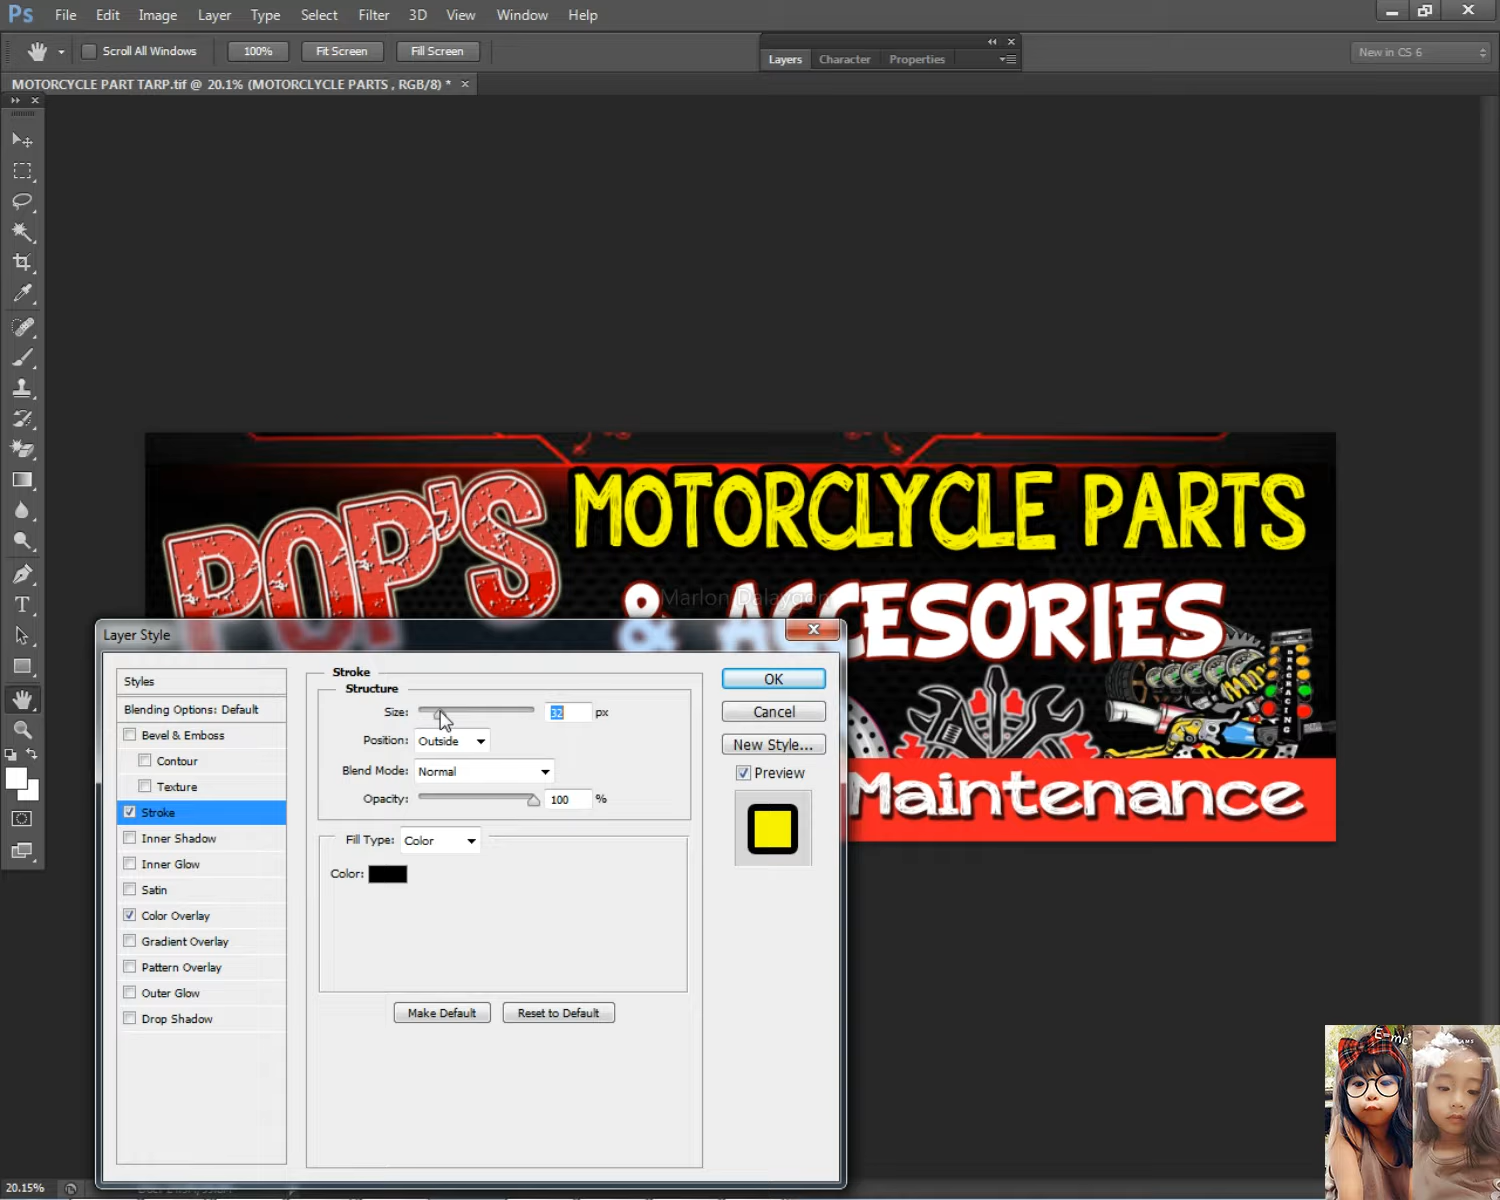 Ps File Edit Image Layer Type Select Filter 3D View Window Help
Scroll All Windows 100% Fit Screen Fill Screen
Layers Character Properties
New in CS 6
MOTORCYCLE PART TARP.tif @ 20.1% (MOTORCLYCLE PARTS , RGB/8) *
POP'S
MOTORCLYCLE PARTS
& ACCESORIES
Marlon Dalaygon
DRAGRACING
Maintenance
Layer Style
Styles
Blending Options: Default
Bevel & Emboss
Contour
Texture
Stroke
Inner Shadow
Inner Glow
Satin
Color Overlay
Gradient Overlay
Pattern Overlay
Outer Glow
Drop Shadow
Stroke
Structure
Size: 32 px
Position: Outside
Blend Mode: Normal
Opacity: 100 %
Fill Type: Color
Color:
Make Default Reset to Default
OK
Cancel
New Style...
Preview
20.15%